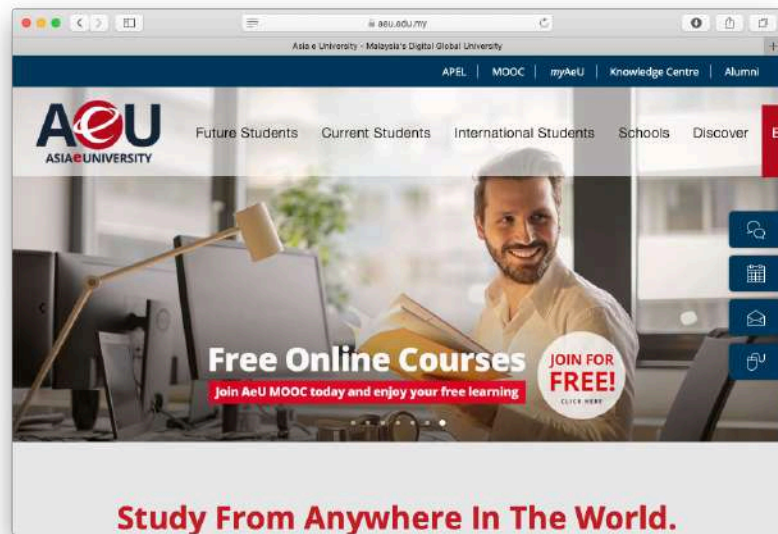 aeu.edu.my
Asia e University - Malaysia's Digital Global University
APEL | MOOC | myAeU | Knowledge Centre | Alumni
AeU
ASIAeUNIVERSITY
Future Students Current Students International Students Schools Discover
Free Online Courses
Join AeU MOOC today and enjoy your free learning
JOIN FOR
FREE!
CLICK HERE
Study From Anywhere In The World.